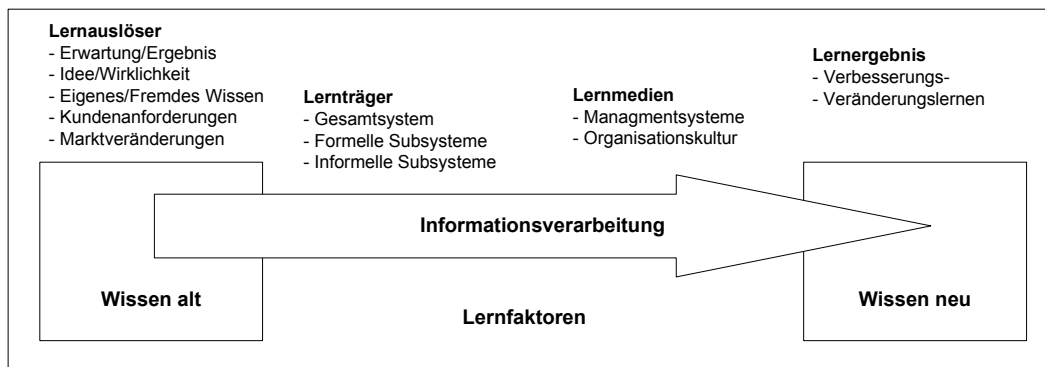 Lernauslöser
- Erwartung/Ergebnis
- Idee/Wirklichkeit
- Eigenes/Fremdes Wissen
- Kundenanforderungen
- Marktveränderungen
Lernträger
- Gesamtsystem
- Formelle Subsysteme
- Informelle Subsysteme
Lernmedien
- Managmentsysteme
- Organisationskultur
Lernergebnis
- Verbesserungs-
- Veränderungslernen
Informationsverarbeitung
Wissen alt
Lernfaktoren
Wissen neu